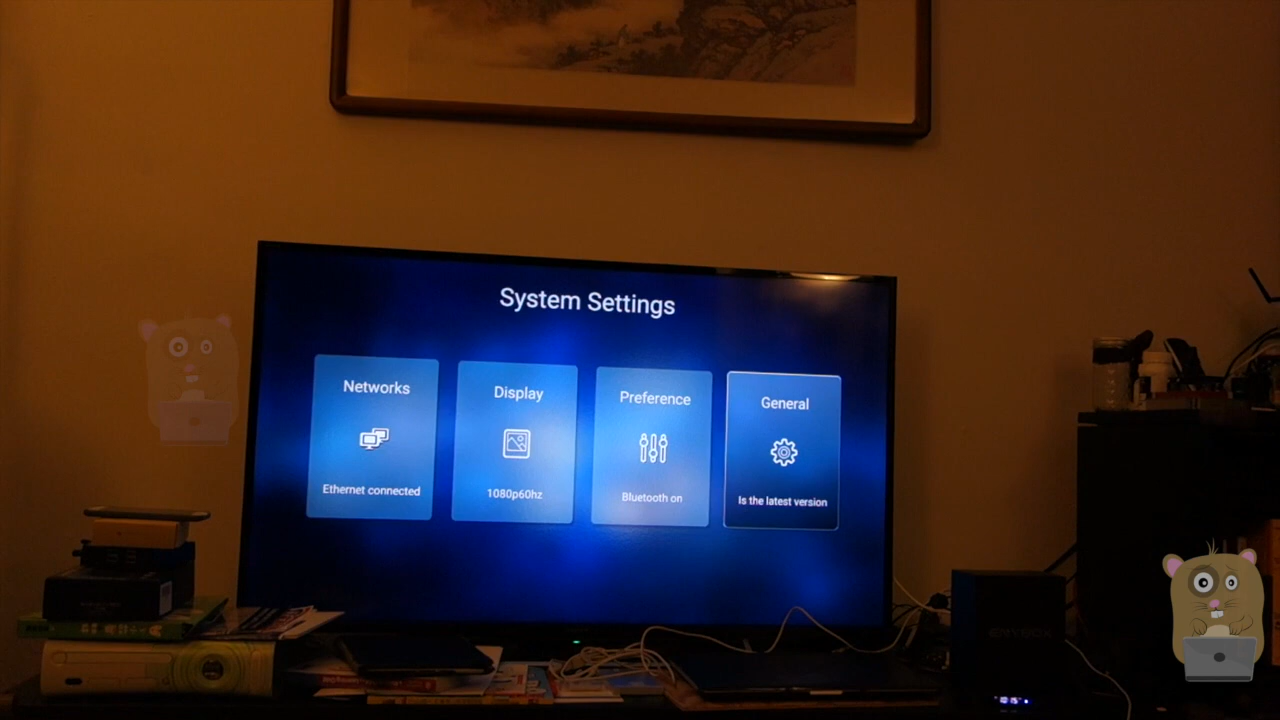 System Settings
Networks
Ethernet connected
Display
1080p60hz
Preference
Bluetooth on
General
Is the latest version